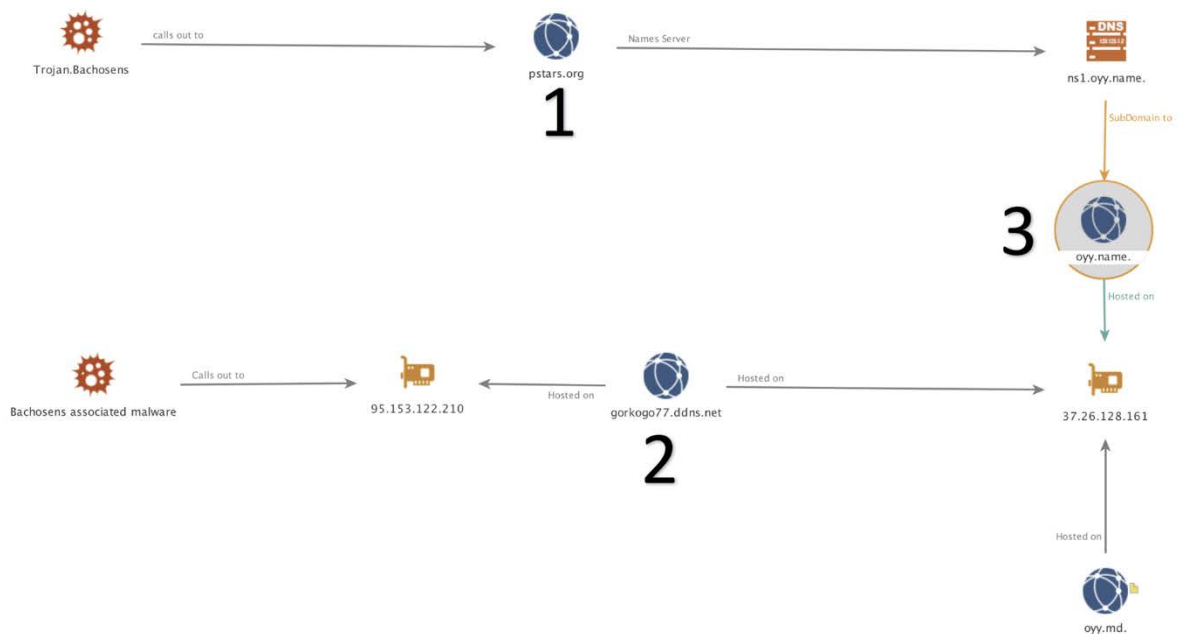 calls out to
Names Server
DNS
Trojan.Bachosens
pstars.org
ns1.oyy.name.
1
SubDomain to
3
oyy.name.
Hosted on
Calls out to
Hosted on
Hosted on
Bachosens associated malware
95.153.122.210
gorkogo77.ddns.net
37.26.128.161
2
Hosted on
oyy.md.